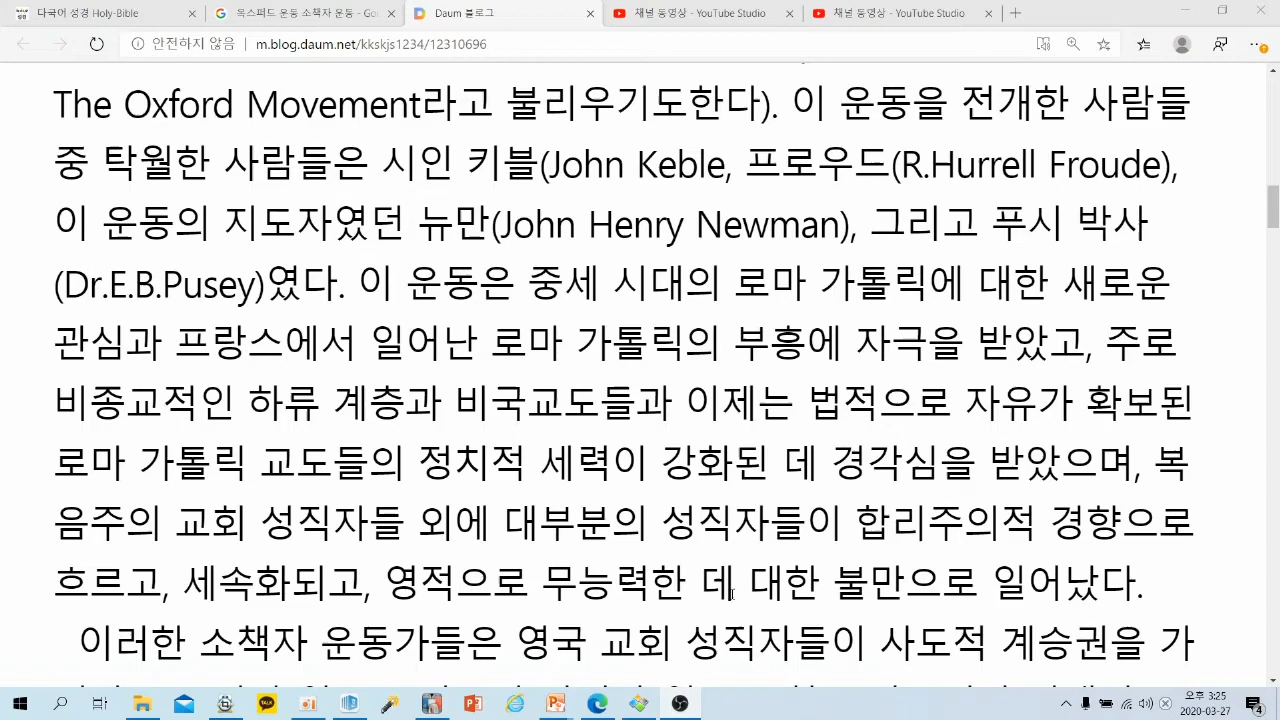 다국어 성경 Holy-Bible
옥스퍼드 운동 소책자 운동 - Go
Daum 블로그
채널 동영상 - YouTube Studio
채널 동영상 - YouTube Studio
안전하지 않음 | m.blog.daum.net/kkskjs1234/12310696
The Oxford Movement라고 불리우기도한다). 이 운동을 전개한 사람들
중 탁월한 사람들은 시인 키블(John Keble, 프로우드(R.Hurrell Froude),
이 운동의 지도자였던 뉴만(John Henry Newman), 그리고 푸시 박사
(Dr.E.B.Pusey)였다. 이 운동은 중세 시대의 로마 가톨릭에 대한 새로운
관심과 프랑스에서 일어난 로마 가톨릭의 부흥에 자극을 받았고, 주로
비종교적인 하류 계층과 비국교도들과 이제는 법적으로 자유가 확보된
로마 가톨릭 교도들의 정치적 세력이 강화된 데 경각심을 받았으며, 복
음주의 교회 성직자들 외에 대부분의 성직자들이 합리주의적 경향으로
흐르고, 세속화되고, 영적으로 무능력한 데 대한 불만으로 일어났다.
이러한 소책자 운동가들은 영국 교회 성직자들이 사도적 계승권을 가
TALK
오후 3:25
2020-03-27
4